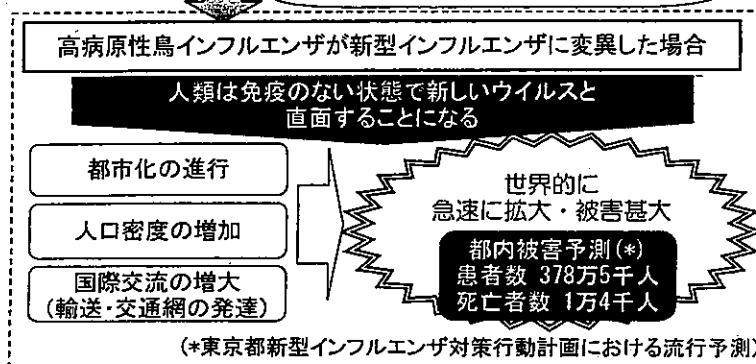 高病原性鳥インフルエンザが新型インフルエンザに変異した場合
人類は免疫のない状態で新しいウイルスと
直面することになる
都市化の進行
人口密度の増加
国際交流の増大
(輸送・交通網の発達)
世界的に
急速に拡大・被害甚大
都内被害予測(*)
患者数 378万5千人
死亡者数 1万4千人
(*東京都新型インフルエンザ対策行動計画における流行予測)